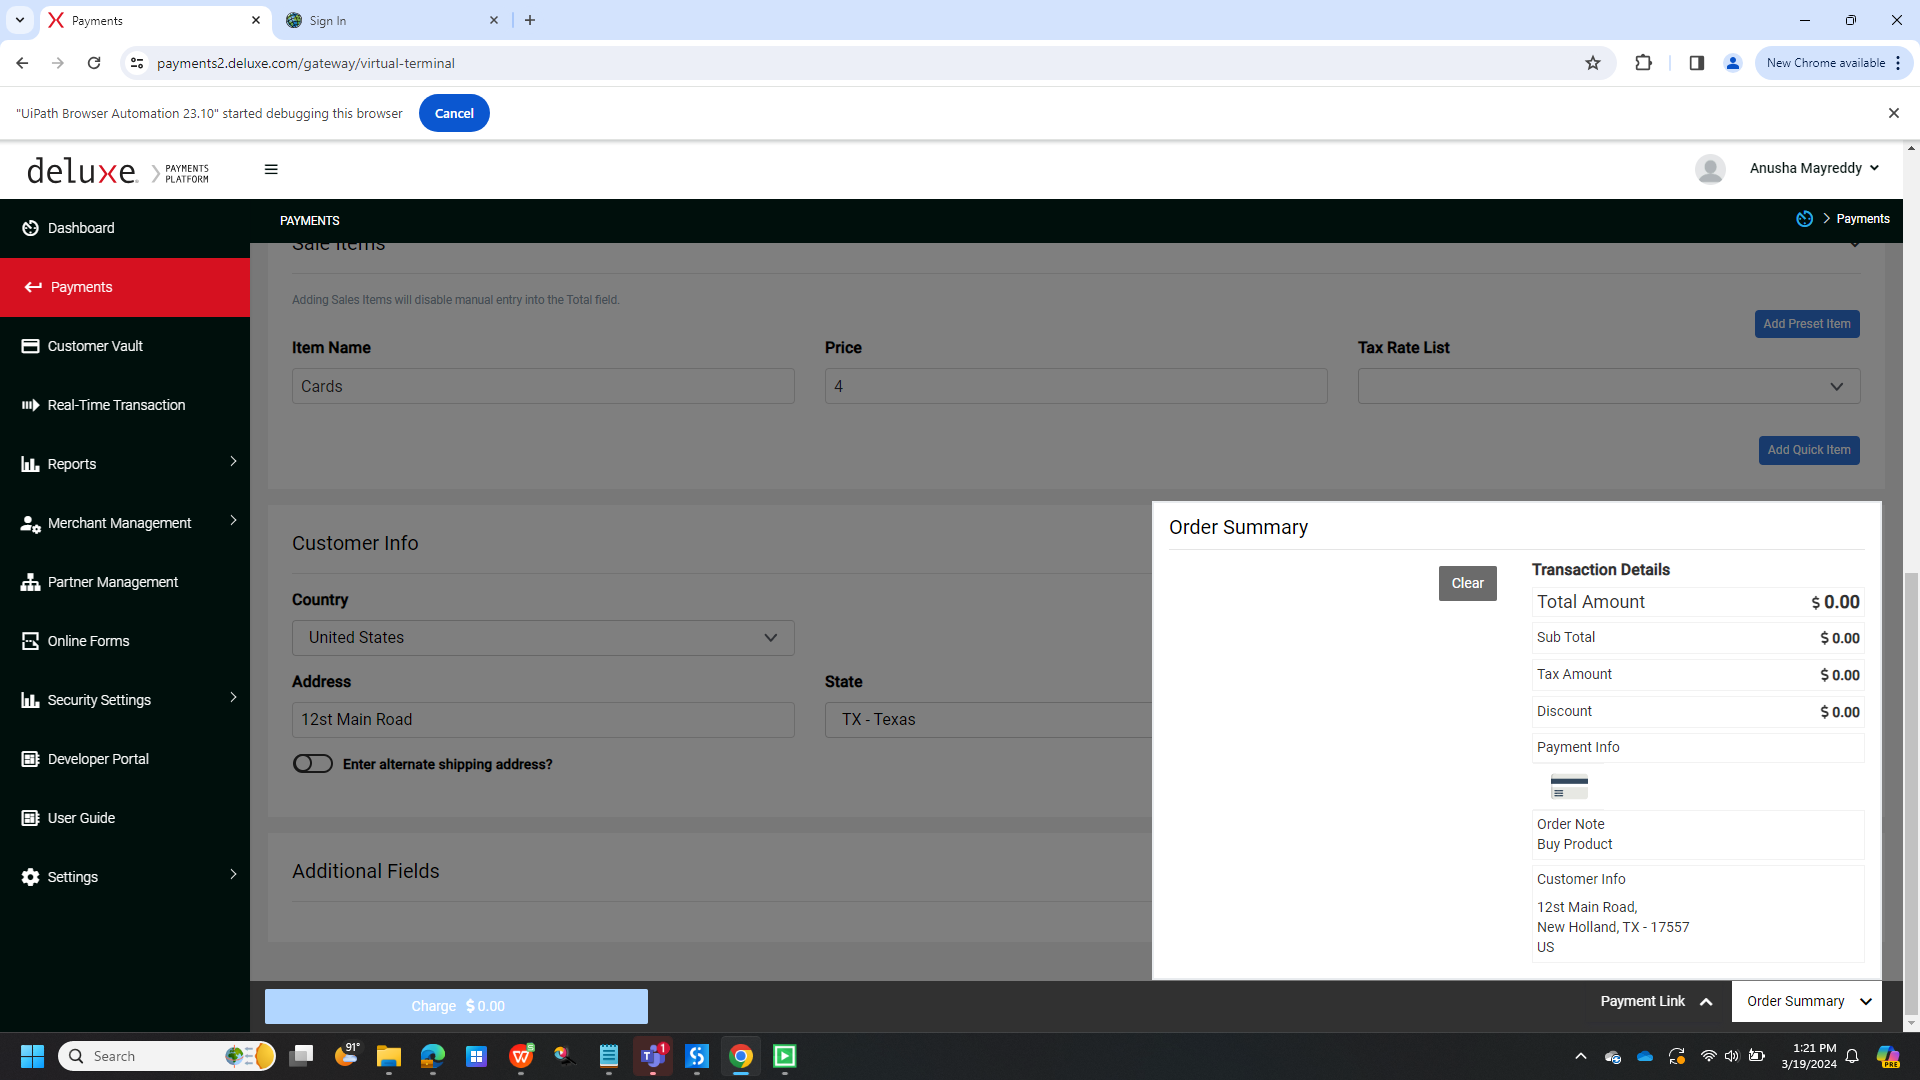 Payments
Sign In
payments2.deluxe.com/gateway/virtual-terminal
New Chrome available
"UiPath Browser Automation 23.10" started debugging this browser
Cancel
deluxe.
PAYMENTS
PLATFORM
Anusha Mayreddy
Dashboard
PAYMENTS
Payments
Payments
Sale Items
Customer Vault
Adding Sales Items will disable manual entry into the Total field.
Add Preset Item
Item Name
Price
Tax Rate List
Cards
4
Real-Time Transaction
Add Quick Item
Reports
Merchant Management
Partner Management
Online Forms
Security Settings
Developer Portal
User Guide
Settings
Customer Info
Country
United States
Address
State
12st Main Road
TX - Texas
Enter alternate shipping address?
Additional Fields
Order Summary
Clear
Transaction Details
Total Amount $ 0.00
Sub Total $ 0.00
Tax Amount $ 0.00
Discount $ 0.00
Payment Info
Order Note
Buy Product
Customer Info
12st Main Road,
New Holland, TX - 17557
US
Charge $ 0.00
Payment Link
Order Summary
Search
91°
1
1:21 PM
3/19/2024
PRE